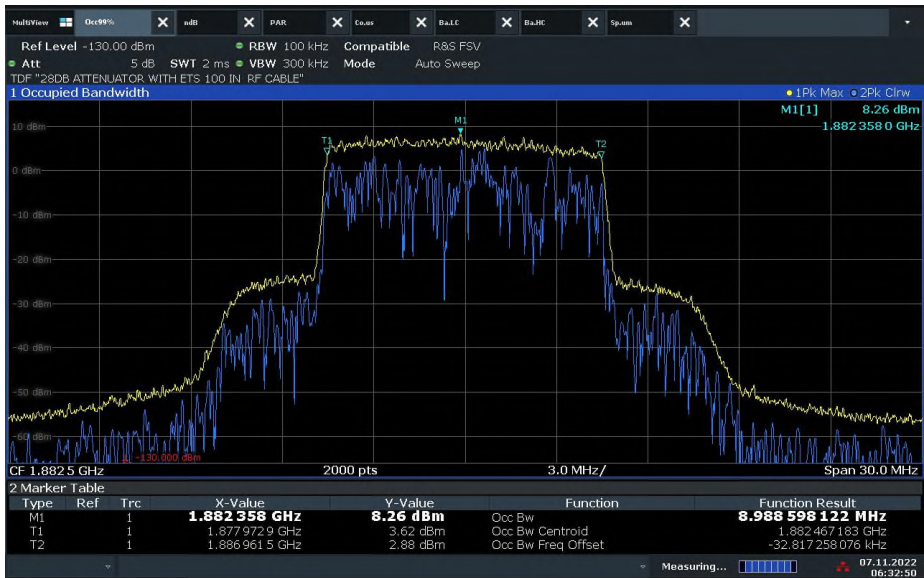 MultiView Occ99% ndB PAR Co.us Ba.LC Ba.HC Sp.um
Ref Level -130.00 dBm RBW 100 kHz Compatible R&S FSV
Att 5 dB SWT 2 ms VBW 300 kHz Mode Auto Sweep
TDF "28DB ATTENUATOR WITH ETS 100 IN RF CABLE"
1 Occupied Bandwidth 1Pk Max 2Pk Clrw
M1[1] 8.26 dBm
1.882 358 0 GHz
M1
10 dBm
T1
T2
0 dBm
-10 dBm
-20 dBm
-30 dBm
-40 dBm
-50 dBm
-60 dBm
-130.000 dBm
CF 1.882 5 GHz 2000 pts 3.0 MHz/ Span 30.0 MHz
2 Marker Table
Type Ref Trc X-Value Y-Value Function Function Result
M1 1 1.882 358 GHz 8.26 dBm Occ Bw 8.988 598 122 MHz
T1 1 1.877 972 9 GHz 3.62 dBm Occ Bw Centroid 1.882 467 183 GHz
T2 1 1.886 961 5 GHz 2.88 dBm Occ Bw Freq Offset -32.817 258 076 kHz
Measuring... 07.11.2022
06:32:50